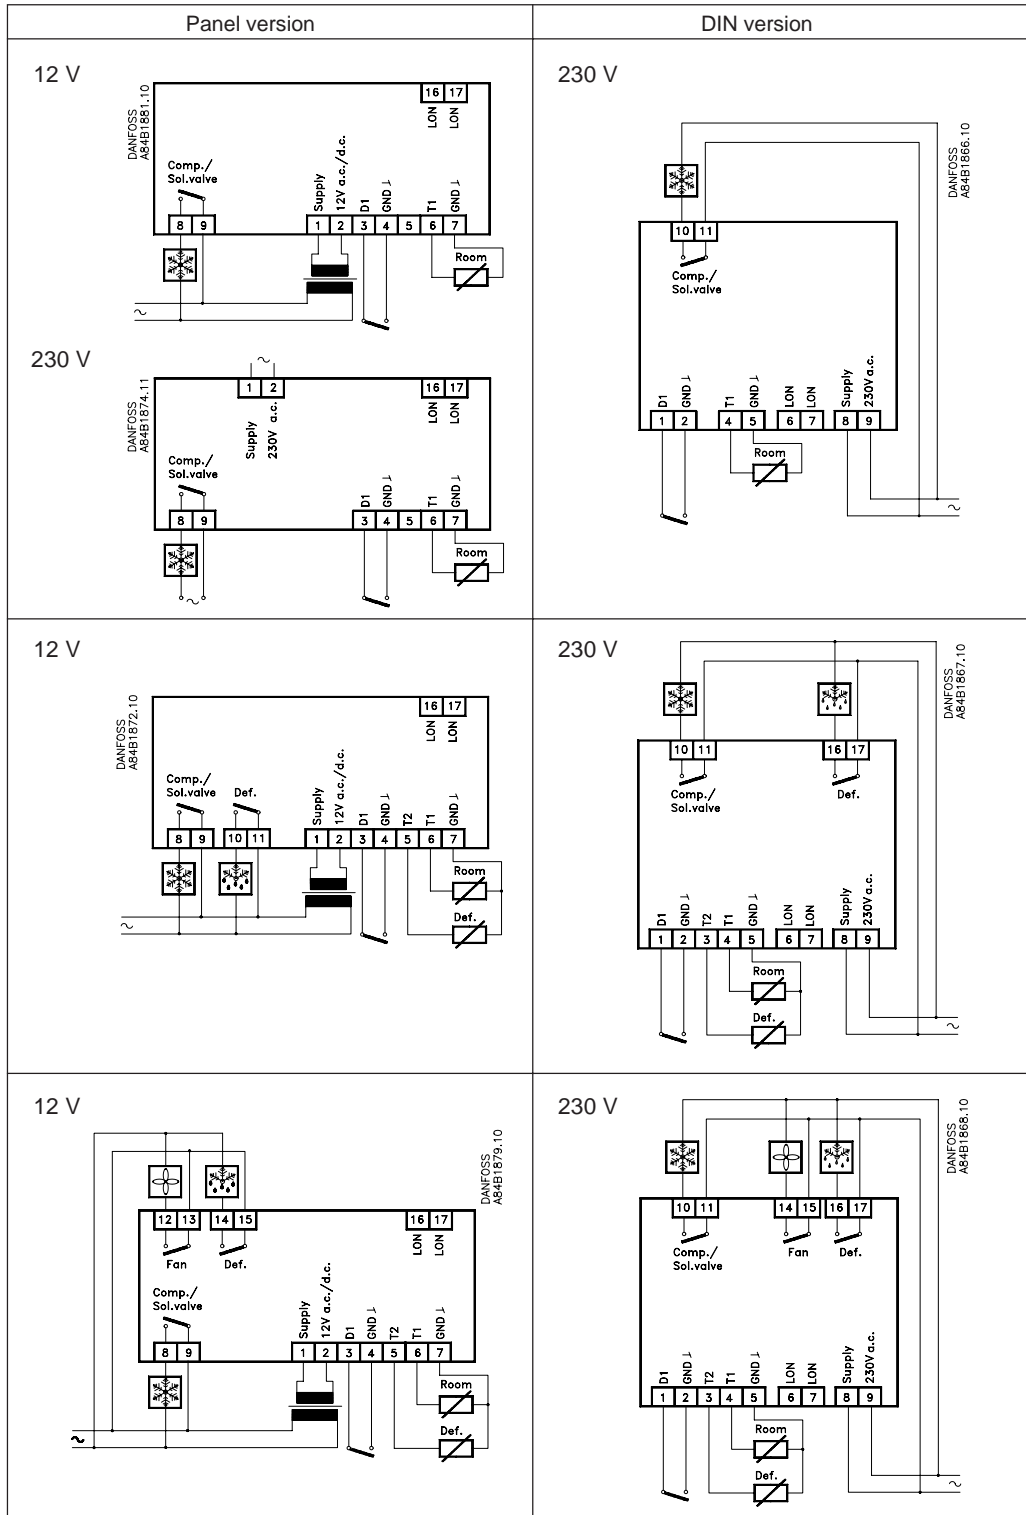 Panel version
DIN version
12 V
DANFOSS
A84B1881.10
16 17
LON LON
Comp./
Sol.valve
Supply
12V a.c./d.c.
D1
GND ⊥
T1
GND ⊥
8 9 1 2 3 4 5 6 7
Room
~
230 V
DANFOSS
A84B1874.11
~
1 2
Supply
230V a.c.
16 17
LON LON
Comp./
Sol.valve
D1
GND ⊥
T1
GND ⊥
8 9 3 4 5 6 7
Room
~
230 V
DANFOSS
A84B1866.10
10 11
Comp./
Sol.valve
D1
GND ⊥
T1
GND ⊥
LON
LON
Supply
230V a.c.
1 2 4 5 6 7 8 9
Room
~
12 V
DANFOSS
A84B1872.10
16 17
LON LON
Comp./
Sol.valve
Def.
Supply
12V a.c./d.c.
D1
GND ⊥
T2
T1
GND ⊥
8 9 10 11 1 2 3 4 5 6 7
Room
Def.
~
230 V
DANFOSS
A84B1867.10
10 11 16 17
Comp./
Sol.valve
Def.
D1
GND ⊥
T2
T1
GND ⊥
LON
LON
Supply
230V a.c.
1 2 3 4 5 6 7 8 9
Room
Def.
~
12 V
DANFOSS
A84B1879.10
12 13 14 15 16 17
Fan
Def.
LON LON
Comp./
Sol.valve
Supply
12V a.c./d.c.
D1
GND ⊥
T2
T1
GND ⊥
8 9 1 2 3 4 5 6 7
Room
Def.
~
230 V
DANFOSS
A84B1868.10
10 11 14 15 16 17
Comp./
Sol.valve
Fan
Def.
D1
GND ⊥
T2
T1
GND ⊥
LON
LON
Supply
230V a.c.
1 2 3 4 5 6 7 8 9
Room
Def.
~